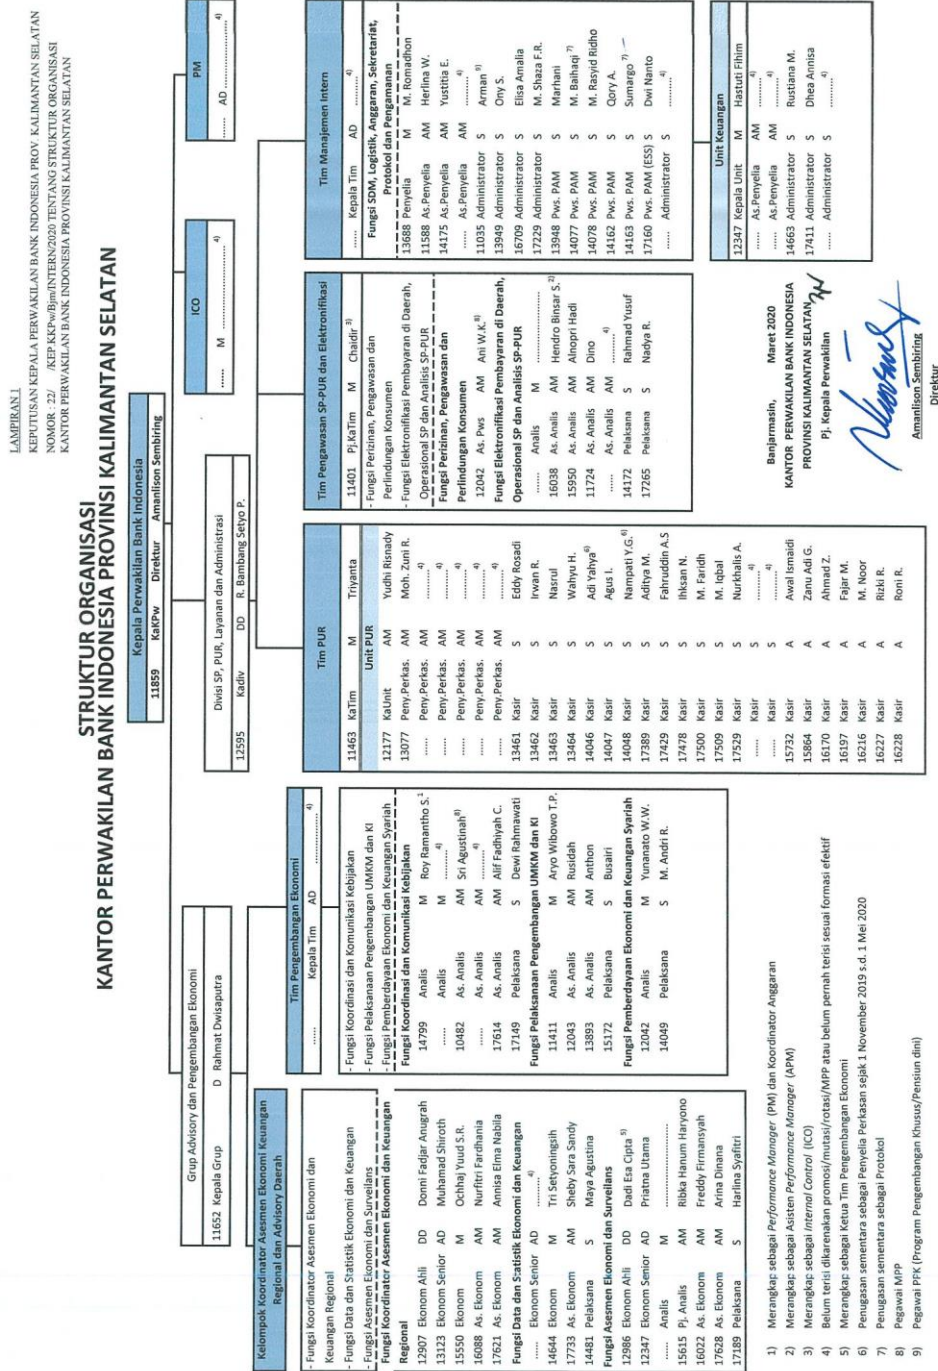 LAMPIRAN 1
KEPUTUSAN KEPALA PERWAKILAN BANK INDONESIA PROV. KALIMANTAN SELATAN
NOMOR : 22/ /KEP.KKPw/Bjm/INTERN/2020 TENTANG STRUKTUR ORGANISASI
KANTOR PERWAKILAN BANK INDONESIA PROVINSI KALIMANTAN SELATAN
STRUKTUR ORGANISASI
KANTOR PERWAKILAN BANK INDONESIA PROVINSI KALIMANTAN SELATAN
Kepala Perwakilan Bank Indonesia
11859 KaKPw Direktur Amanlison Sembiring
ICO
...... M .................... 4)
PM
...... AD ............. 4)
Grup Advisory dan Pengembangan Ekonomi
11652 Kepala Grup D Rahmat Dwisaputra
Divisi SP, PUR, Layanan dan Administrasi
12595 Kadiv DD R. Bambang Setyo P.
Kelompok Koordinator Asesmen Ekonomi Keuangan
Regional dan Advisory Daerah
- Fungsi Koordinator Asesmen Ekonomi dan
Keuangan Regional
- Fungsi Data dan Statistik Ekonomi dan Keuangan
- Fungsi Asesmen Ekonomi dan Surveilans
Fungsi Koordinator Asesmen Ekonomi dan Keuangan
Regional
12907 Ekonom Ahli DD Donni Fadjar Anugrah
13123 Ekonom Senior AD Muhamad Shiroth
15550 Ekonom M Ochhaj Yuud S.R.
16088 As. Ekonom AM Nurfitri Fardhania
17621 As. Ekonom AM Annisa Elma Nabila
Fungsi Data dan Statistik Ekonomi dan Keuangan
...... Ekonom Senior AD .................... 4)
14644 Ekonom M Tri Setyoningsih
17733 As. Ekonom AM Sheby Sara Sandy
14481 Pelaksana S Maya Agustina
Fungsi Asesmen Ekonomi dan Surveilans
12986 Ekonom Ahli DD Dadi Esa Cipta 5)
12347 Ekonom Senior AD Priatna Utama
...... Analis M ....................
15615 Pj. Analis AM Ribka Hanum Haryono
16022 As. Ekonom AM Freddy Firmansyah
17628 As. Ekonom AM Arina Dinana
17189 Pelaksana S Harlina Syafitri
Tim Pengembangan Ekonomi
...... Kepala Tim AD .................... 4)
- Fungsi Koordinasi dan Komunikasi Kebijakan
- Fungsi Pelaksanaan Pengembangan UMKM dan KI
- Fungsi Pemberdayaan Ekonomi dan Keuangan Syariah
Fungsi Koordinasi dan Komunikasi Kebijakan
14799 Analis M Roy Ramantho S.1
...... Analis M ........ 4)
10482 As. Analis AM Sri Agustinah8)
...... As. Analis AM ........ 4)
17614 As. Analis AM Alif Fadhiyah C.
17149 Pelaksana S Dewi Rahmawati
Fungsi Pelaksanaan Pengembangan UMKM dan KI
11411 Analis M Aryo Wibowo T.P.
12043 As. Analis AM Rusidah
13893 As. Analis AM Anthon
15172 Pelaksana S Busairi
Fungsi Pemberdayaan Ekonomi dan Keuangan Syariah
12042 Analis M Yunanato W.W.
14049 Pelaksana S M. Andri R.
Tim PUR
11463 KaTim M Triyanta
Unit PUR
12177 KaUnit AM Yudhi Risnady
13077 Peny.Perkas. AM Moh. Zuni R.
...... Peny.Perkas. AM ........ 4)
...... Peny.Perkas. AM ........ 4)
...... Peny.Perkas. AM ........ 4)
...... Peny.Perkas. AM ........ 4)
...... Peny.Perkas. AM ........ 4)
13461 Kasir S Eddy Rosadi
13462 Kasir S Irwan R.
13463 Kasir S Nasrul
13464 Kasir S Wahyu H.
14046 Kasir S Adi Yahya6)
14047 Kasir S Agus I.
14048 Kasir S Nampati Y.G.6)
17389 Kasir S Aditya M.
17429 Kasir S Fahruddin A.S
17478 Kasir S Ihksan N.
17500 Kasir S M. Faridh
17509 Kasir S M. Iqbal
17529 Kasir S Nurkhalis A.
...... Kasir S ........ 4)
...... Kasir S ........ 4)
15732 Kasir A Awal Ismaidi
15864 Kasir A Zanu Adi G.
16170 Kasir A Ahmad Z.
16197 Kasir A Fajar M.
16216 Kasir A M. Noor
16227 Kasir A Rizki R.
16228 Kasir A Roni R.
Tim Pengawasan SP-PUR dan Elektronifikasi
11401 Pj.KaTim M Chaidir 3)
- Fungsi Perizinan, Pengawasan dan
Perlindungan Konsumen
- Fungsi Elektronifikasi Pembayaran di Daerah,
Operasional SP dan Analisis SP-PUR
Fungsi Perizinan, Pengawasan dan
Perlindungan Konsumen
12042 As. Pws AM Ani W.K.8)
Fungsi Elektronifikasi Pembayaran di Daerah,
Operasional SP dan Analisis SP-PUR
...... Analis M ....................
16038 As. Analis AM Hendro Binsar S.2)
15950 As. Analis AM Alnopri Hadi
11724 As. Analis AM Dino
...... As. Analis AM ........ 4)
14172 Pelaksana S Rahmad Yusuf
17265 Pelaksana S Nadya R.
Tim Manajemen Intern
...... Kepala Tim AD ........ 4)
Fungsi SDM, Logistik, Anggaran, Sekretariat,
Protokol dan Pengamanan
13688 Penyelia M M. Romadhon
11588 As.Penyelia AM Herlina W.
14175 As.Penyelia AM Yustitia E.
...... As.Penyelia AM ........ 4)
11035 Administrator S Arman 9)
13949 Administrator S Ony S.
16709 Administrator S Elisa Amalia
17229 Administrator S M. Shaza F.R.
13948 Pws. PAM S Marhani
14077 Pws. PAM S M. Baihaqi 7)
14078 Pws. PAM S M. Rasyid Ridho
14162 Pws. PAM S Qory A.
14163 Pws. PAM S Sumargo 7)
17160 Pws. PAM (ESS) S Dwi Nanto
...... Administrator S ........ 4)
Unit Keuangan
12347 Kepala Unit M Hastuti Fihim
...... As.Penyelia AM ........ 4)
...... As.Penyelia AM ........ 4)
14663 Administrator S Rustiana M.
17411 Administrator S Dhea Annisa
...... Administrator S ........ 4)
1) Merangkap sebagai Performance Manager (PM) dan Koordinator Anggaran
2) Merangkap sebagai Asisten Performance Manager (APM)
3) Merangkap sebagai Internal Control (ICO)
4) Belum terisi dikarenakan promosi/mutasi/rotasi/MPP atau belum pernah terisi sesuai formasi efektif
5) Merangkap sebagai Ketua Tim Pengembangan Ekonomi
6) Penugasan sementara sebagai Penyelia Perkasan sejak 1 November 2019 s.d. 1 Mei 2020
7) Penugasan sementara sebagai Protokol
8) Pegawai MPP
9) Pegawai PPK (Program Pengembangan Khusus/Pensiun dini)
Banjarmasin, Maret 2020
KANTOR PERWAKILAN BANK INDONESIA
PROVINSI KALIMANTAN SELATAN
Pj. Kepala Perwakilan
Amanlison Sembiring
Direktur